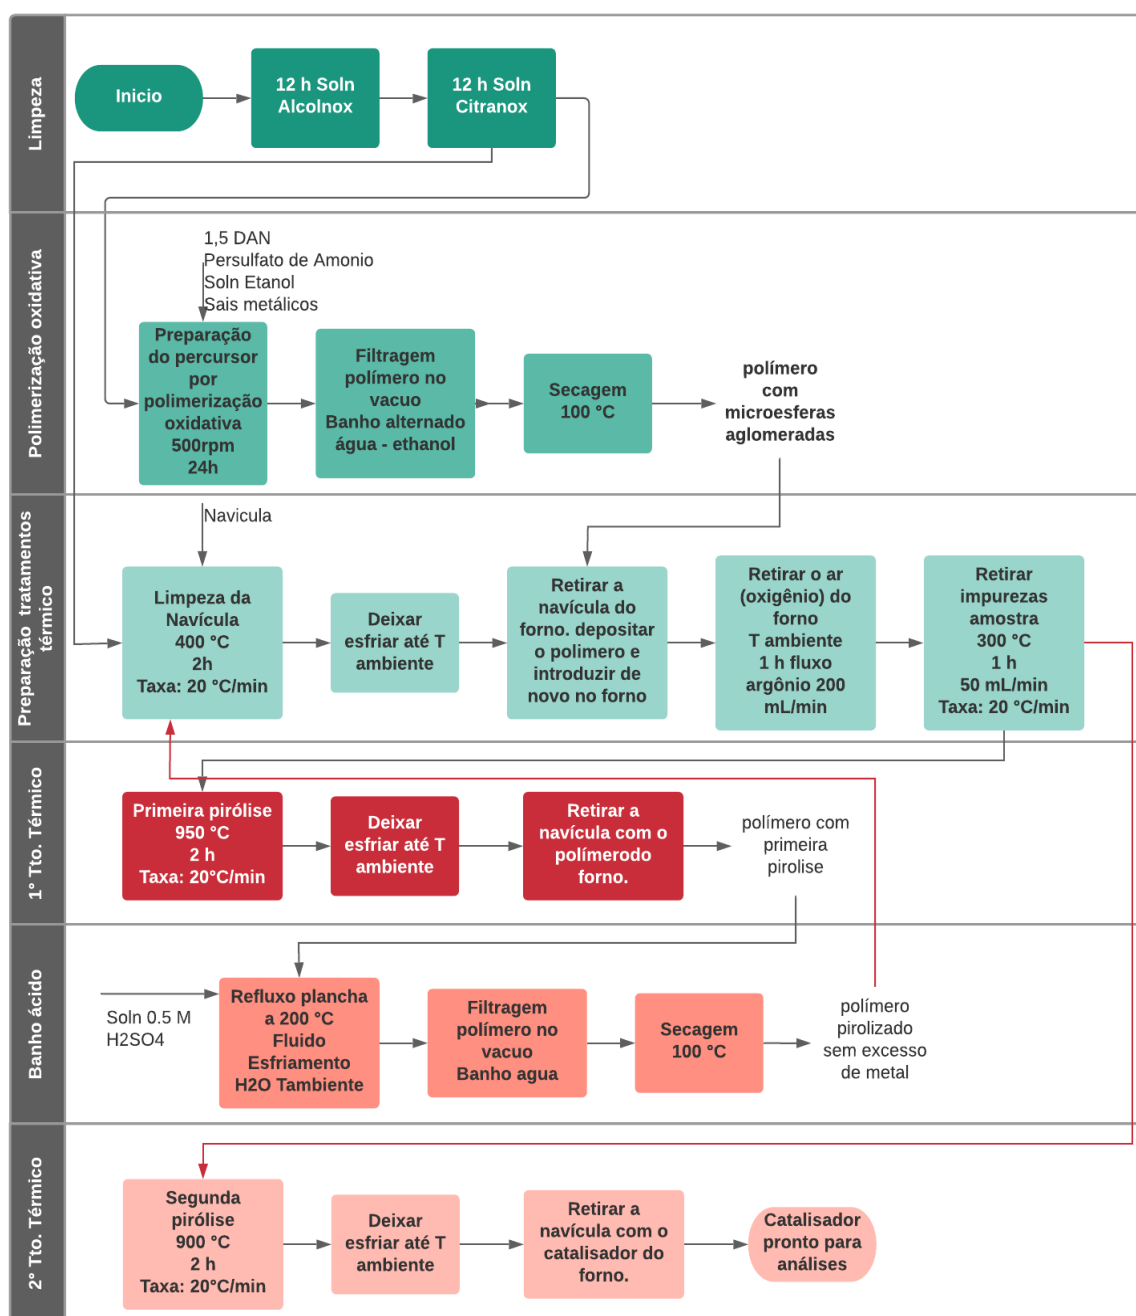 Limpeza
Inicio
12 h Soln
Alcolnox
12 h Soln
Citranox
Polimerização oxidativa
1,5 DAN
Persulfato de Amonio
Soln Etanol
Sais metálicos
Preparação
do percursor
por
polimerização
oxidativa
500rpm
24h
Filtragem
polímero no
vacuo
Banho alternado
água - ethanol
Secagem
100 °C
polímero
com
microesferas
aglomeradas
Preparação tratamentos
térmico
Navicula
Limpeza da
Navícula
400 °C
2h
Taxa: 20 °C/min
Deixar
esfriar até T
ambiente
Retirar a
navícula do
forno. depositar
o polimero e
introduzir de
novo no forno
Retirar o ar
(oxigênio) do
forno
T ambiente
1 h fluxo
argônio 200
mL/min
Retirar
impurezas
amostra
300 °C
1 h
50 mL/min
Taxa: 20 °C/min
1° Tto. Térmico
Primeira pirólise
950 °C
2 h
Taxa: 20°C/min
Deixar
esfriar até T
ambiente
Retirar a
navícula com o
polímerodo
forno.
polímero com
primeira
pirolise
Banho ácido
Soln 0.5 M
H2SO4
Refluxo plancha
a 200 °C
Fluido
Esfriamento
H2O Tambiente
Filtragem
polímero no
vacuo
Banho agua
Secagem
100 °C
polímero
pirolizado
sem excesso
de metal
2° Tto. Térmico
Segunda
pirólise
900 °C
2 h
Taxa: 20°C/min
Deixar
esfriar até T
ambiente
Retirar a
navícula com o
catalisador do
forno.
Catalisador
pronto para
análises